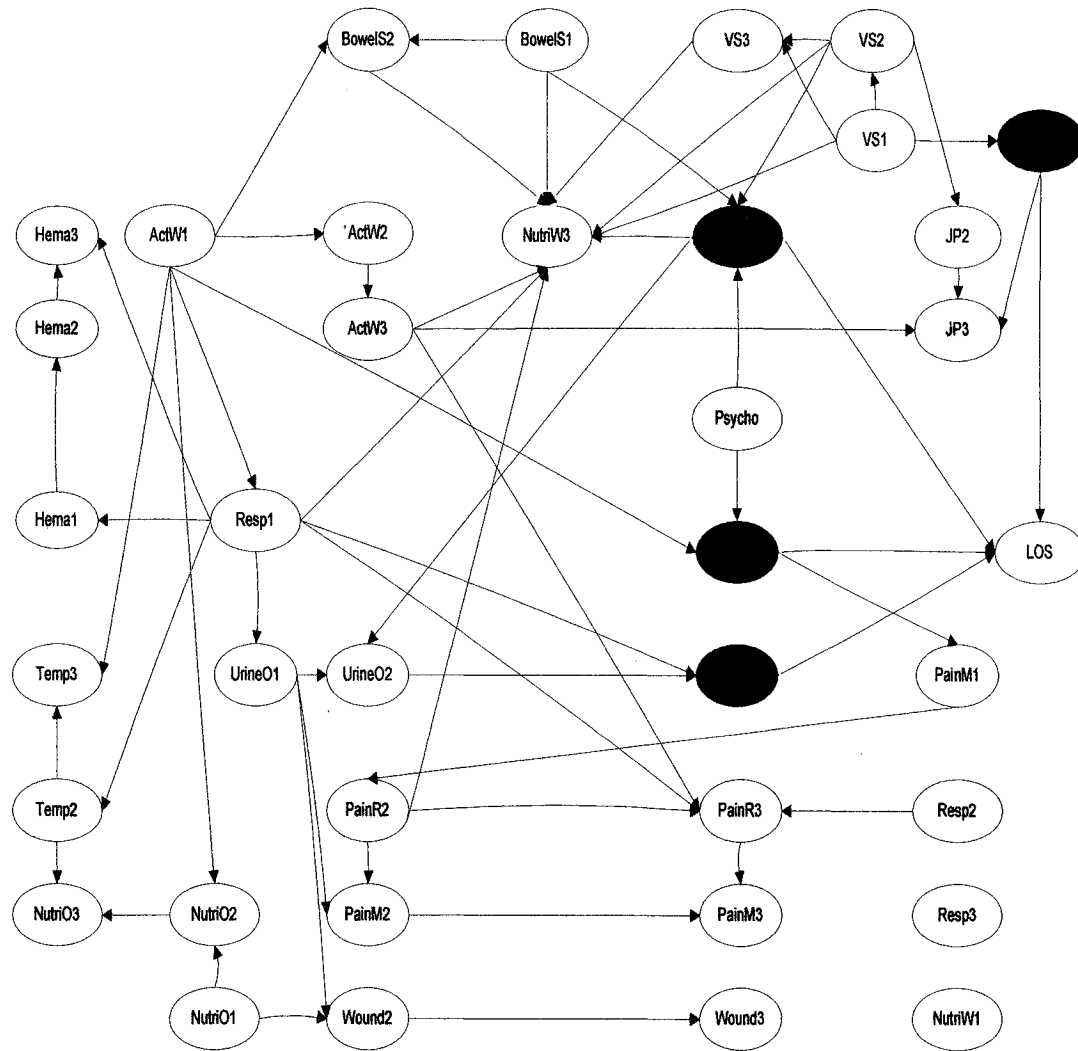 BowelS2
BowelS1
VS3
VS2
VS1
Hema3
ActW1
ActW2
NutriW3
JP2
Hema2
ActW3
JP3
Psycho
Hema1
Resp1
LOS
Temp3
UrineO1
UrineO2
PainM1
Temp2
PainR2
PainR3
Resp2
NutriO3
NutriO2
PainM2
PainM3
Resp3
NutriO1
Wound2
Wound3
NutriW1